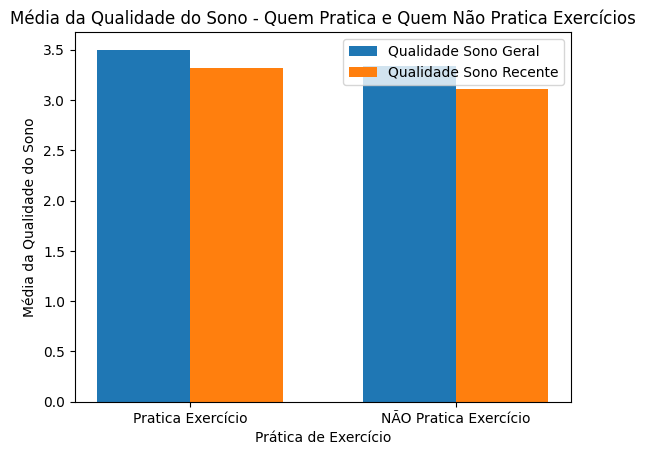 Média da Qualidade do Sono - Quem Pratica e Quem Não Pratica Exercícios
Qualidade Sono Geral
Qualidade Sono Recente
Média da Qualidade do Sono
3.5
3.0
2.5
2.0
1.5
1.0
0.5
0.0
Pratica Exercício
NÃO Pratica Exercício
Prática de Exercício